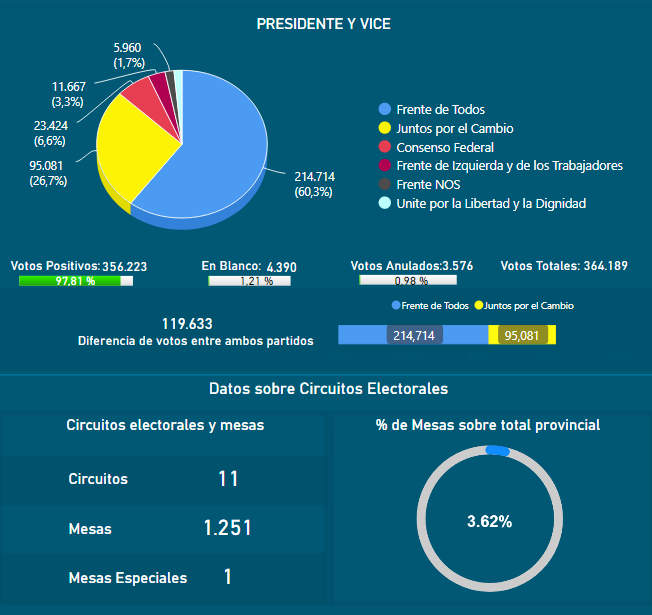 PRESIDENTE Y VICE
5.960
(1,7%)
11.667
(3,3%)
23.424
(6,6%)
95.081
(26,7%)
214.714
(60,3%)
Frente de Todos
Juntos por el Cambio
Consenso Federal
Frente de Izquierda y de los Trabajadores
Frente NOS
Unite por la Libertad y la Dignidad
Votos Positivos: 356.223
97,81 %
En Blanco: 4.390
1,21 %
Votos Anulados: 3.576
0,98 %
Votos Totales: 364.189
119.633
Diferencia de votos entre ambos partidos
Frente de Todos Juntos por el Cambio
214,714 95,081
Datos sobre Circuitos Electorales
Circuitos electorales y mesas
Circuitos 11
Mesas 1.251
Mesas Especiales 1
% de Mesas sobre total provincial
3.62%